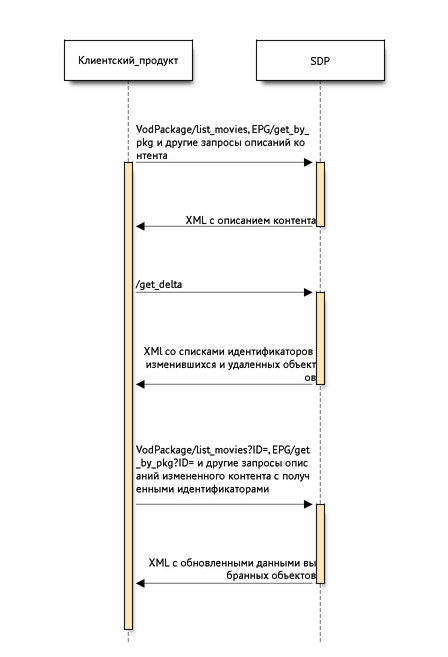 Клиентский_продукт
SDP
VodPackage/list_movies, EPG/get_by_
pkg и другие запросы описаний ко
нтента
XML с описанием контента
/get_delta
XMl со списками идентификаторов
изменившихся и удаленных объект
ов
VodPackage/list_movies?ID=, EPG/get
_by_pkg?ID= и другие запросы опис
аний измененного контента с получ
енными идентификаторами
XML с обновленными данными вы
бранных объектов